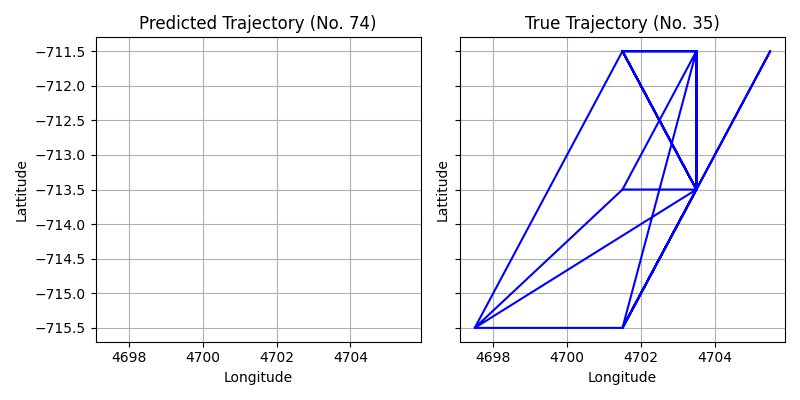 Predicted Trajectory (No. 74)
True Trajectory (No. 35)
Lattitude
−711.5
−712.0
−712.5
−713.0
−713.5
−714.0
−714.5
−715.0
−715.5
4698
4700
4702
4704
Longitude
Lattitude
4698
4700
4702
4704
Longitude